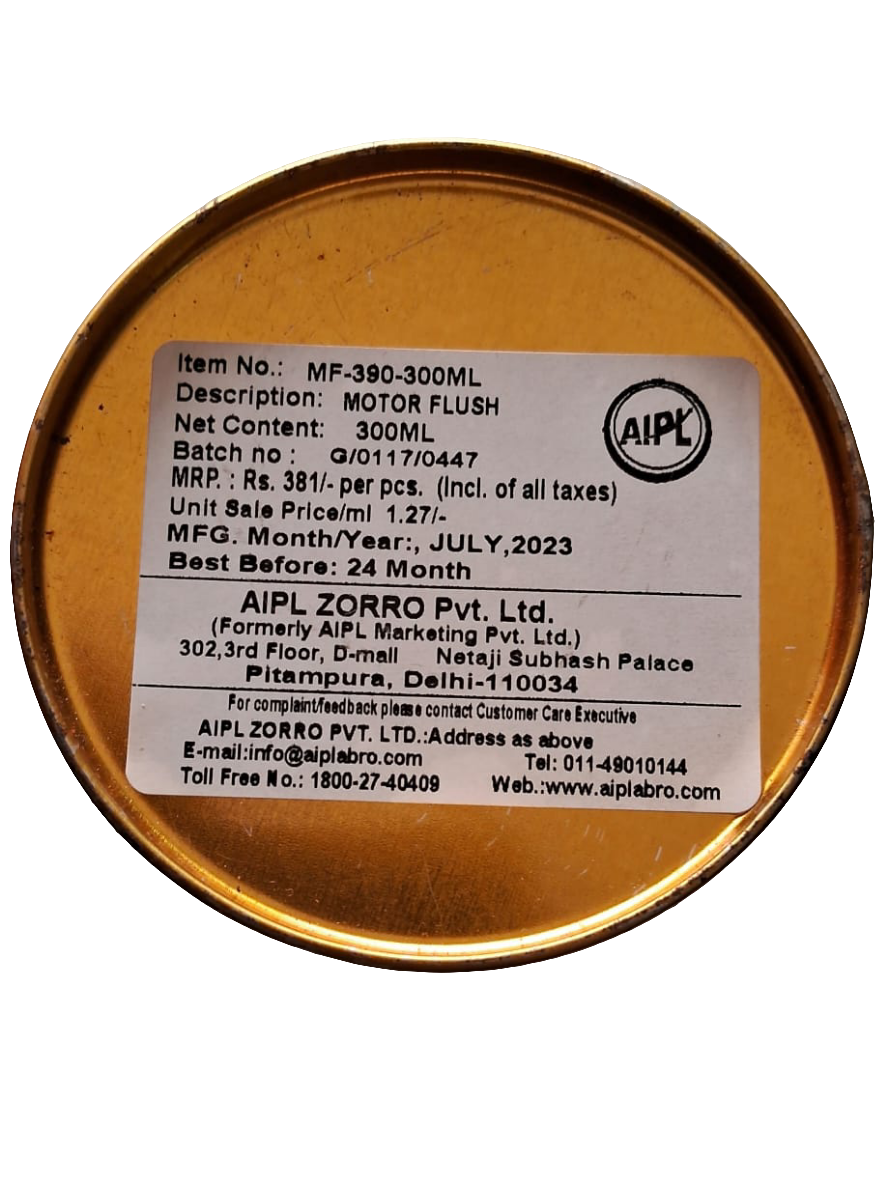 Item No.: MF-390-300ML
Description: MOTOR FLUSH
Net Content: 300ML
Batch no : G/0117/0447
MRP. : Rs. 381/- per pcs. (Incl. of all taxes)
Unit Sale Price/ml 1.27/-
MFG. Month/Year:, JULY,2023
Best Before: 24 Month
AIPL
AIPL ZORRO Pvt. Ltd.
(Formerly AIPL Marketing Pvt. Ltd.)
302,3rd Floor, D-mall Netaji Subhash Palace
Pitampura, Delhi-110034
For complaint/feedback please contact Customer Care Executive
AIPL ZORRO PVT. LTD.:Address as above
E-mail:info@aiplabro.com Tel: 011-49010144
Toll Free No.: 1800-27-40409 Web.:www.aiplabro.com